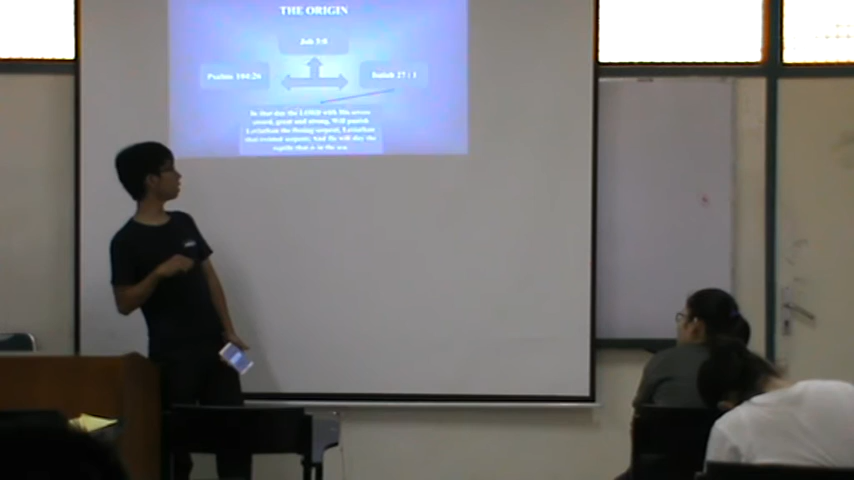 THE ORIGIN
Job 3:8
Psalms 104:26
Isaiah 27 : 1
In that day the LORD with His severe
sword, great and strong, Will punish
Leviathan the fleeing serpent, Leviathan
that twisted serpent; And He will slay the
reptile that is in the sea